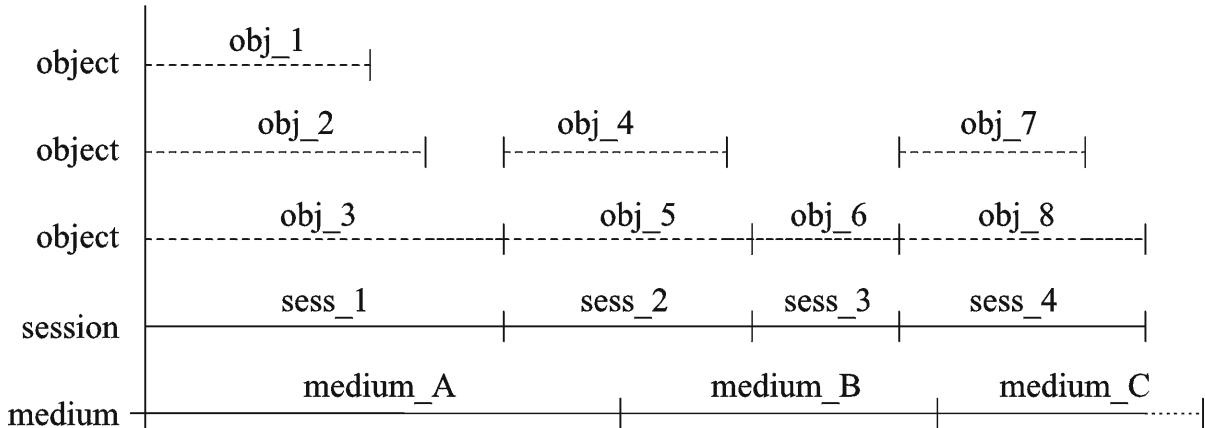 object obj_1
object obj_2 obj_4 obj_7
object obj_3 obj_5 obj_6 obj_8
session sess_1 sess_2 sess_3 sess_4
medium medium_A medium_B medium_C